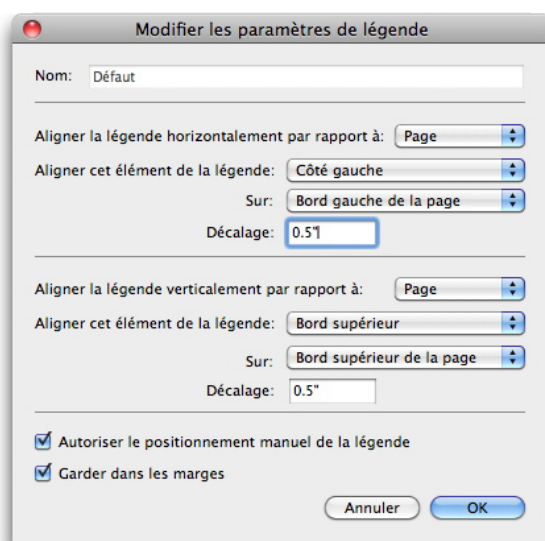 Modifier les paramètres de légende
Nom: Défaut
Aligner la légende horizontalement par rapport à: Page
Aligner cet élément de la légende: Côté gauche
Sur: Bord gauche de la page
Décalage: 0.5"
Aligner la légende verticalement par rapport à: Page
Aligner cet élément de la légende: Bord supérieur
Sur: Bord supérieur de la page
Décalage: 0.5"
Autoriser le positionnement manuel de la légende
Garder dans les marges
Annuler OK